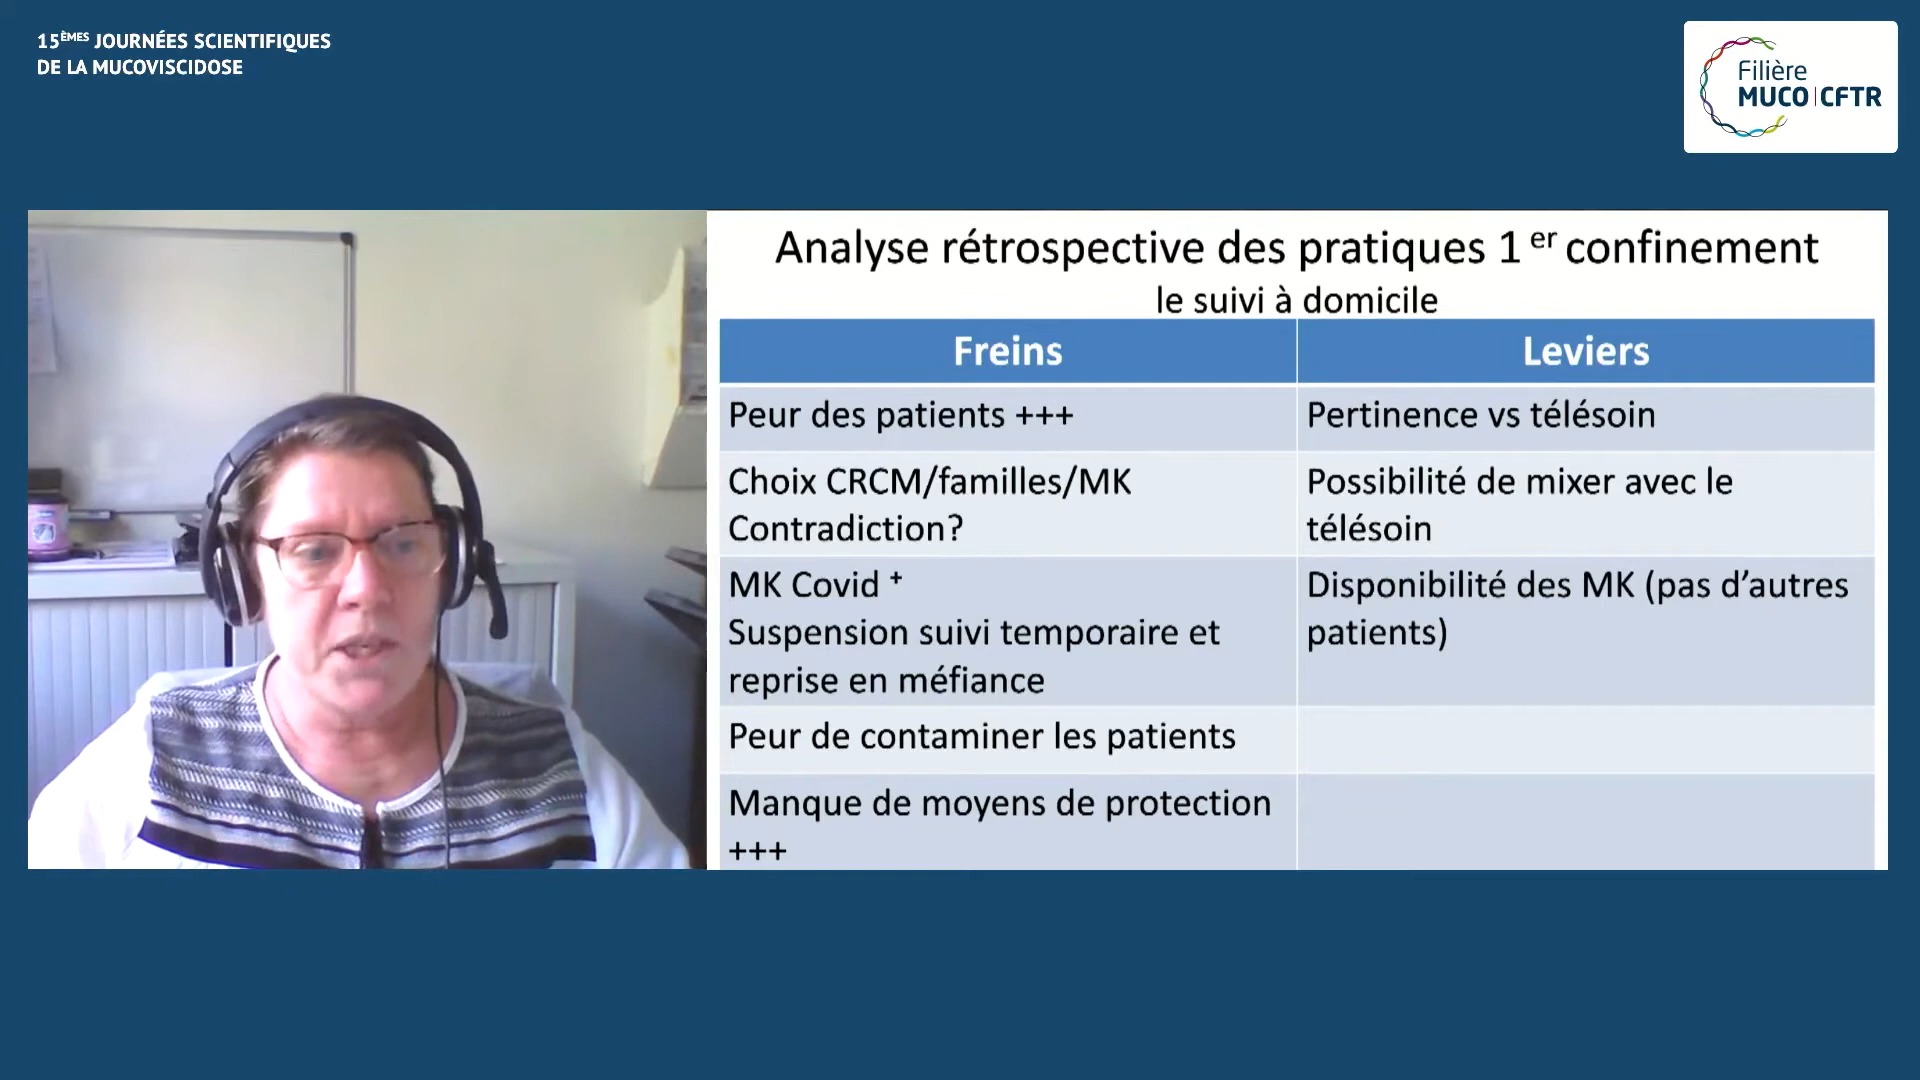 15ÈMES JOURNÉES SCIENTIFIQUES
DE LA MUCOVISCIDOSE
Filière
MUCO|CFTR
Analyse rétrospective des pratiques 1er confinement
le suivi à domicile
Freins
Leviers
Peur des patients +++
Pertinence vs télésoin
Choix CRCM/familles/MK
Contradiction?
Possibilité de mixer avec le
télésoin
MK Covid +
Suspension suivi temporaire et
reprise en méfiance
Disponibilité des MK (pas d’autres
patients)
Peur de contaminer les patients
Manque de moyens de protection
+++